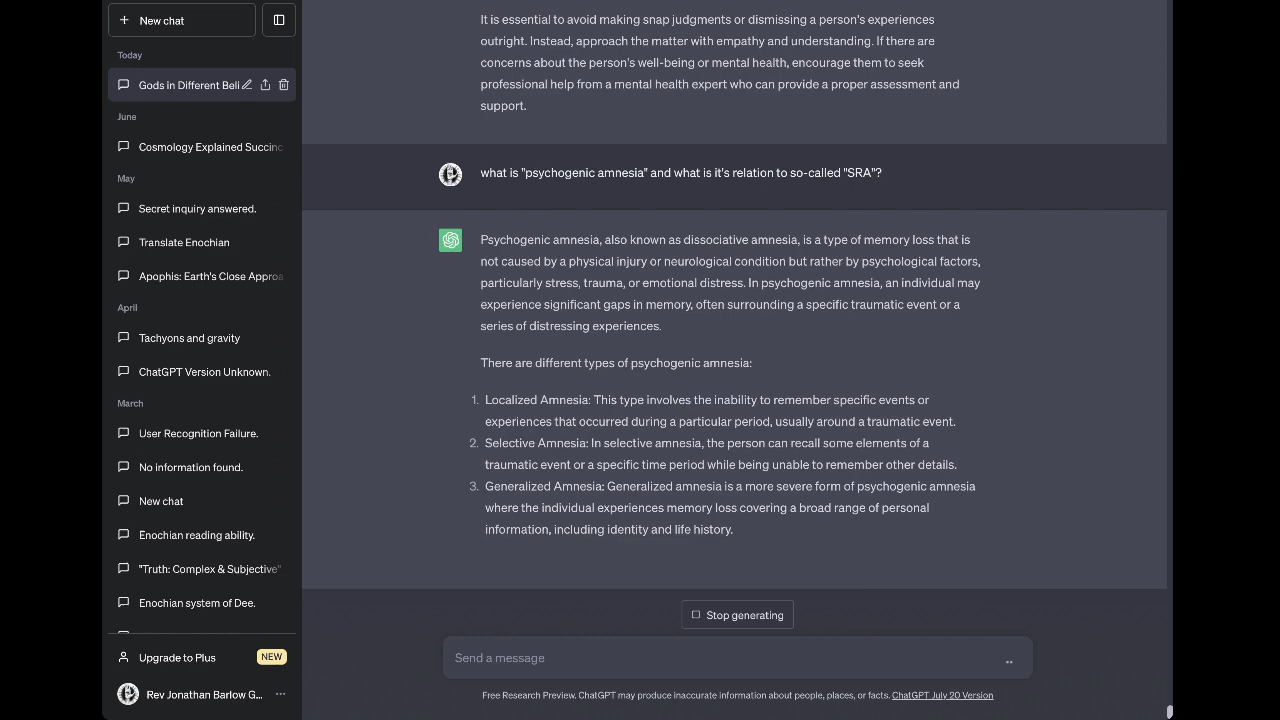 New chat
Today
Gods in Different Beli
June
Cosmology Explained Succinc
May
Secret inquiry answered.
Translate Enochian
Apophis: Earth's Close Approa
April
Tachyons and gravity
ChatGPT Version Unknown.
March
User Recognition Failure.
No information found.
New chat
Enochian reading ability.
"Truth: Complex & Subjective"
Enochian system of Dee.
Upgrade to Plus NEW
Rev Jonathan Barlow G...
It is essential to avoid making snap judgments or dismissing a person's experiences
outright. Instead, approach the matter with empathy and understanding. If there are
concerns about the person's well-being or mental health, encourage them to seek
professional help from a mental health expert who can provide a proper assessment and
support.
what is "psychogenic amnesia" and what is it's relation to so-called "SRA"?
Psychogenic amnesia, also known as dissociative amnesia, is a type of memory loss that is
not caused by a physical injury or neurological condition but rather by psychological factors,
particularly stress, trauma, or emotional distress. In psychogenic amnesia, an individual may
experience significant gaps in memory, often surrounding a specific traumatic event or a
series of distressing experiences.
There are different types of psychogenic amnesia:
1. Localized Amnesia: This type involves the inability to remember specific events or
experiences that occurred during a particular period, usually around a traumatic event.
2. Selective Amnesia: In selective amnesia, the person can recall some elements of a
traumatic event or a specific time period while being unable to remember other details.
3. Generalized Amnesia: Generalized amnesia is a more severe form of psychogenic amnesia
where the individual experiences memory loss covering a broad range of personal
information, including identity and life history.
Stop generating
Send a message
Free Research Preview. ChatGPT may produce inaccurate information about people, places, or facts. ChatGPT July 20 Version